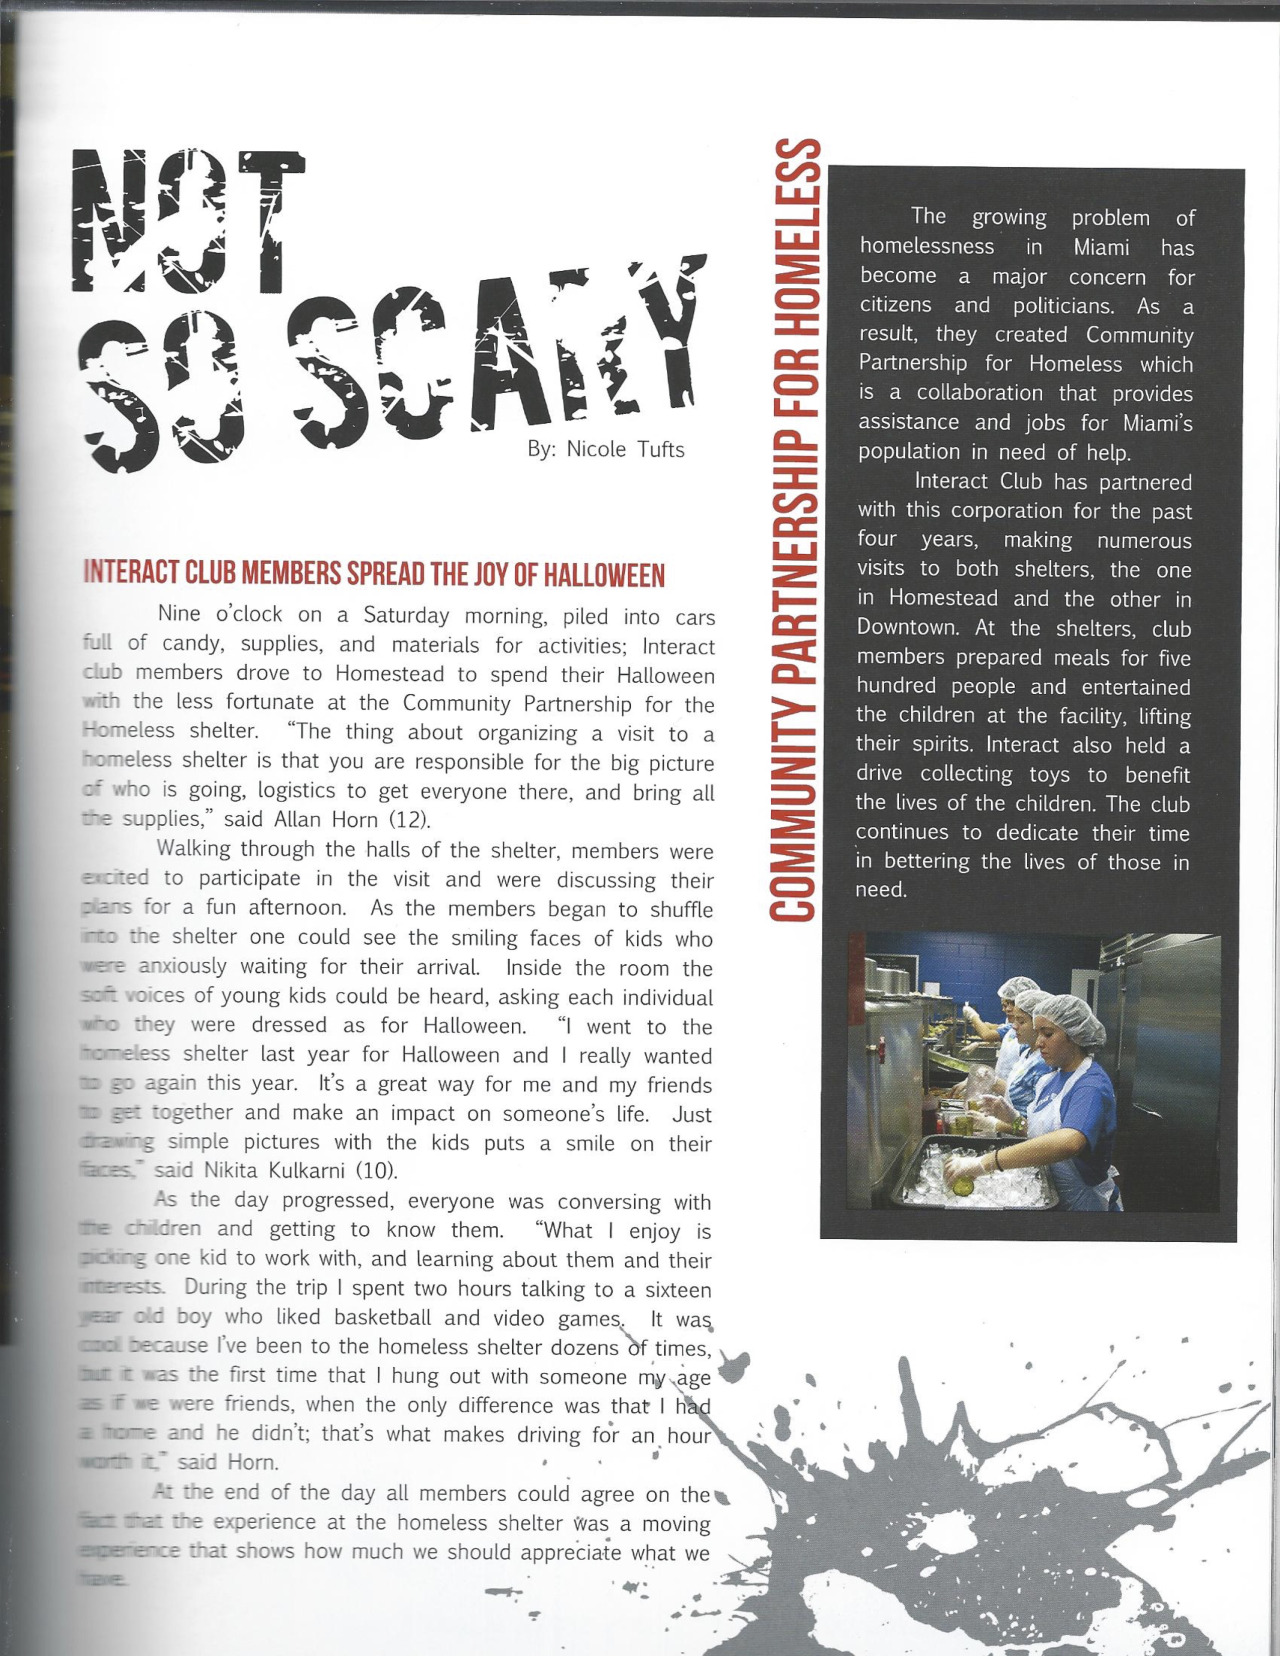 NOT
SO SCARY
By: Nicole Tufts
INTERACT CLUB MEMBERS SPREAD THE JOY OF HALLOWEEN
Nine o'clock on a Saturday morning, piled into cars
full of candy, supplies, and materials for activities; Interact
club members drove to Homestead to spend their Halloween
with the less fortunate at the Community Partnership for the
Homeless shelter. “The thing about organizing a visit to a
homeless shelter is that you are responsible for the big picture
of who is going, logistics to get everyone there, and bring all
the supplies,” said Allan Horn (12).
Walking through the halls of the shelter, members were
excited to participate in the visit and were discussing their
plans for a fun afternoon. As the members began to shuffle
into the shelter one could see the smiling faces of kids who
were anxiously waiting for their arrival. Inside the room the
soft voices of young kids could be heard, asking each individual
who they were dressed as for Halloween. “I went to the
homeless shelter last year for Halloween and I really wanted
to go again this year. It's a great way for me and my friends
to get together and make an impact on someone's life. Just
drawing simple pictures with the kids puts a smile on their
faces,” said Nikita Kulkarni (10).
As the day progressed, everyone was conversing with
the children and getting to know them. “What I enjoy is
picking one kid to work with, and learning about them and their
interests. During the trip I spent two hours talking to a sixteen
year old boy who liked basketball and video games. It was
cool because I've been to the homeless shelter dozens of times,
but it was the first time that I hung out with someone my age
as if we were friends, when the only difference was that I had
a home and he didn't; that's what makes driving for an hour
worth it,” said Horn.
At the end of the day all members could agree on the
fact that the experience at the homeless shelter was a moving
experience that shows how much we should appreciate what we
have.
COMMUNITY PARTNERSHIP FOR HOMELESS
The growing problem of
homelessness in Miami has
become a major concern for
citizens and politicians. As a
result, they created Community
Partnership for Homeless which
is a collaboration that provides
assistance and jobs for Miami's
population in need of help.
Interact Club has partnered
with this corporation for the past
four years, making numerous
visits to both shelters, the one
in Homestead and the other in
Downtown. At the shelters, club
members prepared meals for five
hundred people and entertained
the children at the facility, lifting
their spirits. Interact also held a
drive collecting toys to benefit
the lives of the children. The club
continues to dedicate their time
in bettering the lives of those in
need.